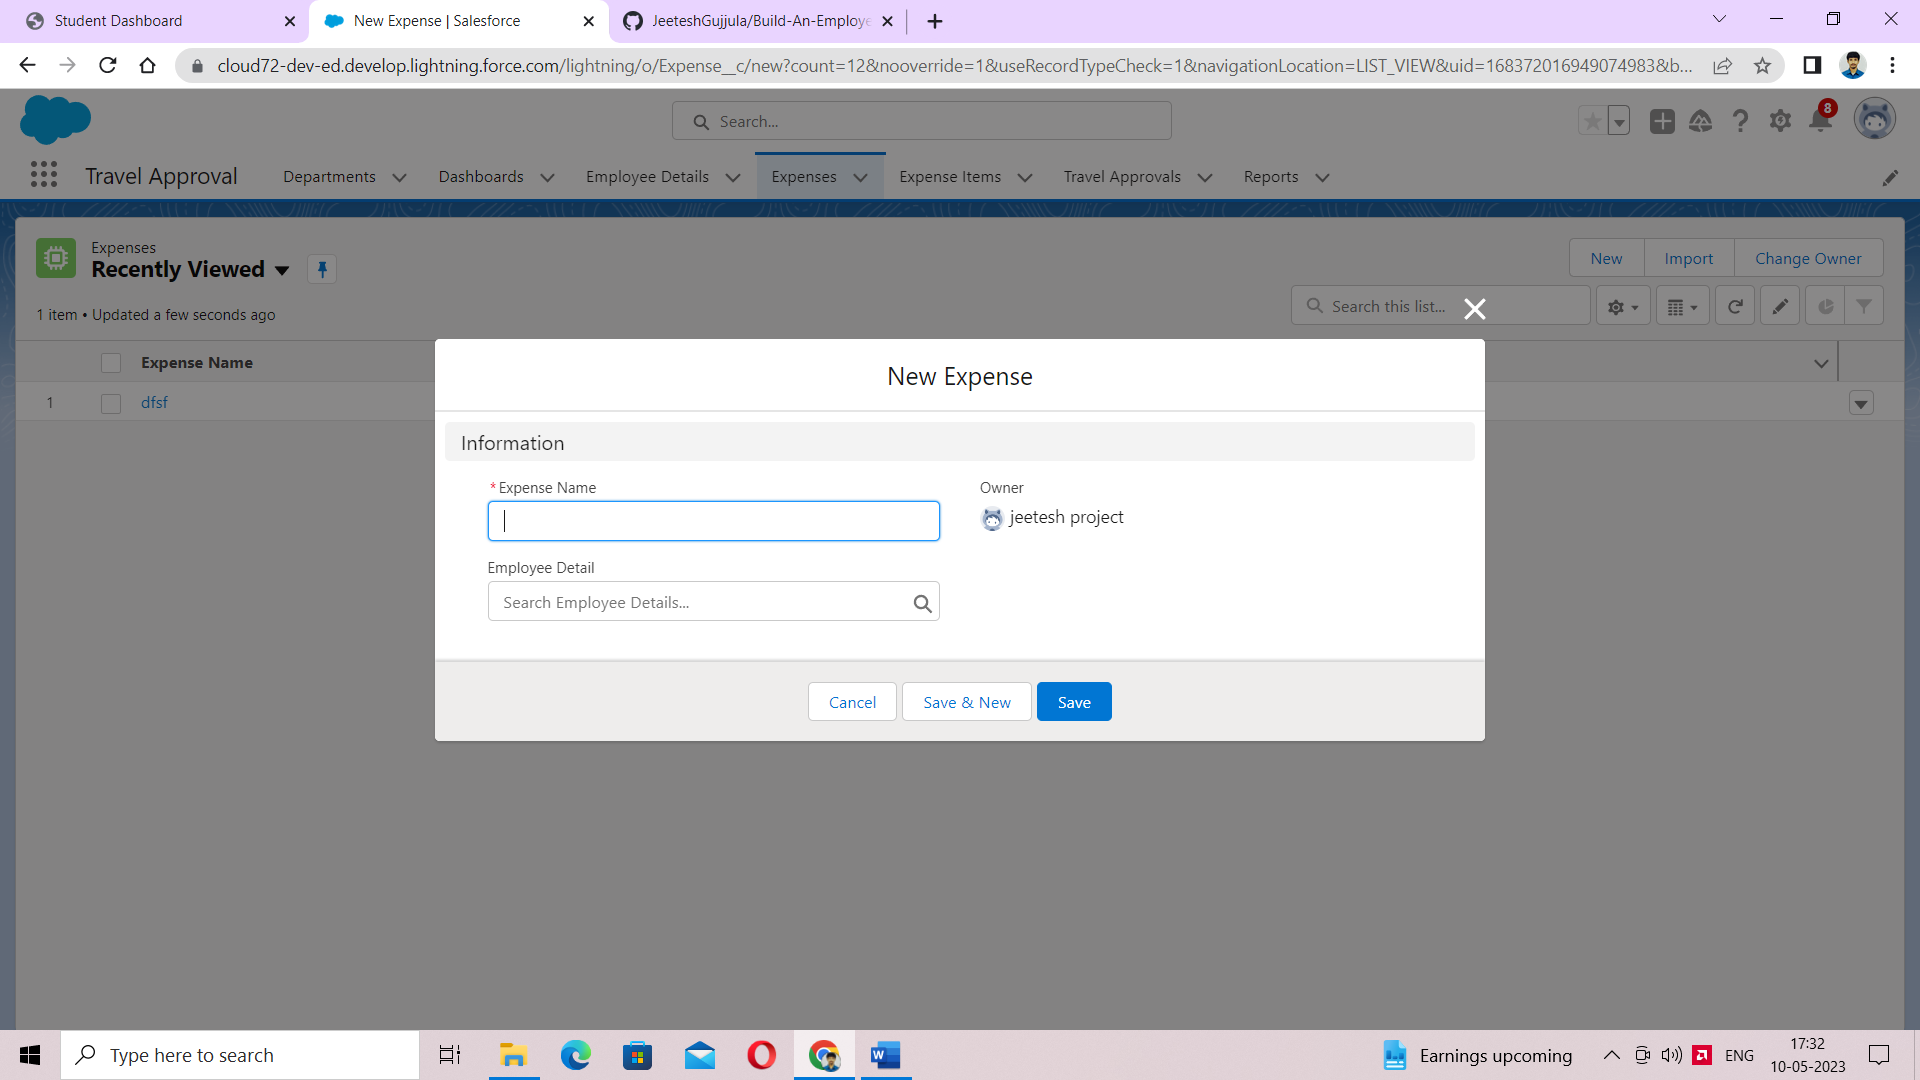 Student Dashboard
New Expense | Salesforce
JeeteshGujjula/Build-An-Employe
cloud72-dev-ed.develop.lightning.force.com/lightning/o/Expense__c/new?count=12&nooverride=1&useRecordTypeCheck=1&navigationLocation=LIST_VIEW&uid=168372016949074983&b...
Search...
8
Travel Approval
Departments
Dashboards
Employee Details
Expenses
Expense Items
Travel Approvals
Reports
Expenses
Recently Viewed
New
Import
Change Owner
1 item • Updated a few seconds ago
Search this list...
Expense Name
1
dfsf
New Expense
Information
*Expense Name
Owner
jeetesh project
Employee Detail
Search Employee Details...
Cancel
Save & New
Save
Type here to search
Earnings upcoming
ENG
17:32
10-05-2023